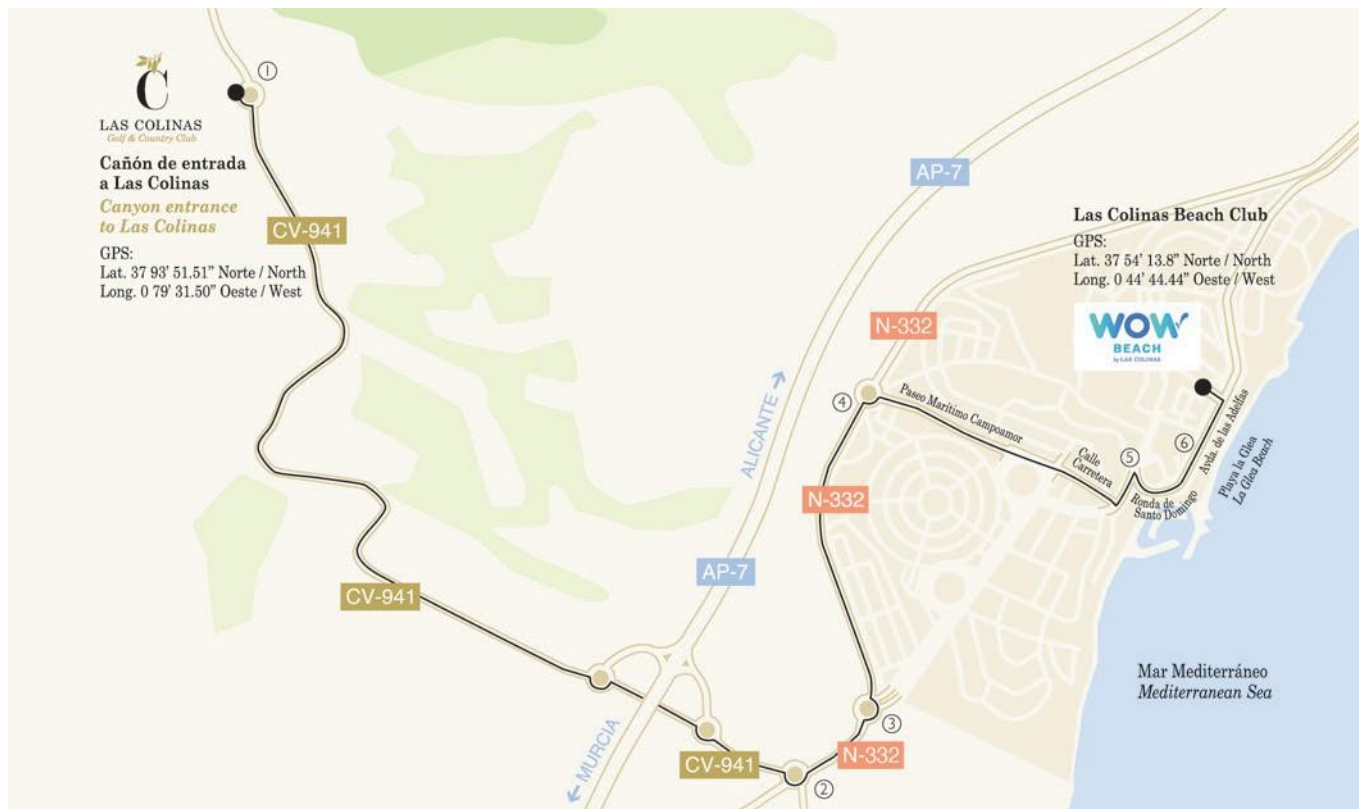 C
LAS COLINAS
Golf & Country Club
Cañón de entrada
a Las Colinas
Canyon entrance
to Las Colinas
GPS:
Lat. 37 93' 51.51” Norte / North
Long. 0 79' 31.50” Oeste / West
1
CV-941
CV-941
CV-941
AP-7
AP-7
ALICANTE →
← MURCIA
2
N-332
3
N-332
4
N-332
Paseo Marítimo Campoamor
Calle
Carretera
5
Ronda de
Santo Domingo
6
Avda. de las Adelfas
Playa la Glea
La Glea Beach
Las Colinas Beach Club
GPS:
Lat. 37 54' 13.8” Norte / North
Long. 0 44' 44.44” Oeste / West
WOW
BEACH
by LAS COLINAS
Mar Mediterráneo
Mediterranean Sea